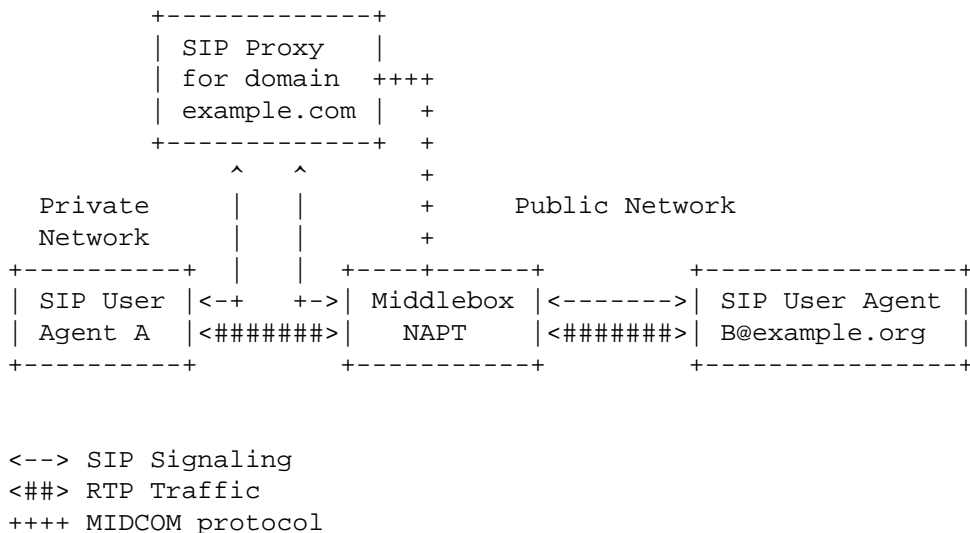 +-------------+
           | SIP Proxy   |
           | for domain  ++++
           | example.com |  +
           +-------------+  +
                ^   ^       +
  Private       |   |       +     Public Network
  Network       |   |       +
+----------+    |   |  +----+------+         +----------------+
| SIP User |<-+   +->| Middlebox |<------->| SIP User Agent |
| Agent A  |<#######>|   NAPT    |<#######>| B@example.org  |
+----------+         +-----------+         +----------------+
<--> SIP Signaling
<##> RTP Traffic
++++ MIDCOM protocol